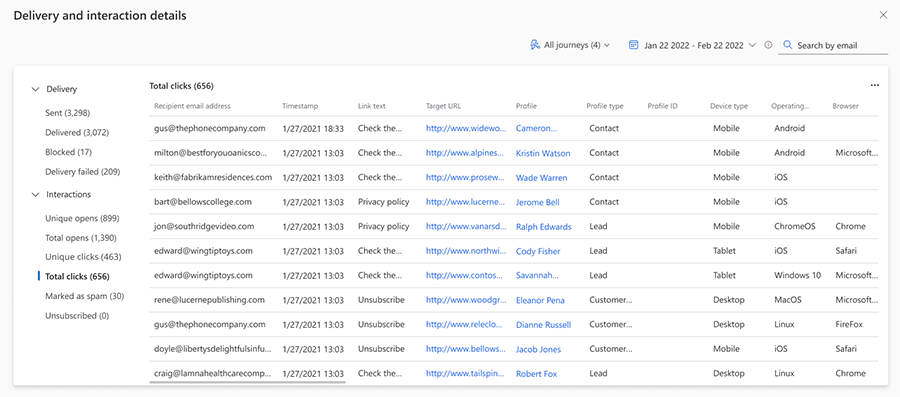 Delivery and interaction details
All journeys (4) Jan 22 2022 - Feb 22 2022 Search by email
Delivery
Sent (3,298)
Delivered (3,072)
Blocked (17)
Delivery failed (209)
Interactions
Unique opens (899)
Total opens (1,390)
Unique clicks (463)
Total clicks (656)
Marked as spam (30)
Unsubscribed (0)
Total clicks (656)
Recipient email address Timestamp Link text Target URL Profile Profile type Profile ID Device type Operating... Browser
gus@thephonecompany.com 1/27/2021 18:33 Check the... http://www.widewo... Cameron... Contact Mobile Android
milton@bestforyouoanicsco... 1/27/2021 13:03 Check the... http://www.alpines... Kristin Watson Contact Mobile Android Microsoft...
keith@fabrikamresidences.com 1/27/2021 13:03 Check the... http://www.prosew... Wade Warren Contact Mobile iOS
bart@bellowscollege.com 1/27/2021 13:03 Privacy policy http://www.lucerne... Jerome Bell Contact Mobile iOS
jon@southridgevideo.com 1/27/2021 13:03 Privacy policy http://www.vanarsd... Ralph Edwards Lead Mobile ChromeOS Chrome
edward@wingtiptoys.com 1/27/2021 13:03 Check the... http://www.northwi... Cody Fisher Lead Tablet iOS Safari
edward@wingtiptoys.com 1/27/2021 13:03 Check the... http://www.contos... Savannah... Lead Tablet Windows 10 Microsoft...
rene@lucernepublishing.com 1/27/2021 13:03 Unsubscribe http://www.woodgr... Eleanor Pena Customer... Desktop MacOS Microsoft...
gus@thephonecompany.com 1/27/2021 13:03 Unsubscribe http://www.releclo... Dianne Russell Customer... Desktop Linux FireFox
doyle@libertysdelightfulsinfu... 1/27/2021 13:03 Unsubscribe http://www.bellows... Jacob Jones Customer... Mobile iOS Safari
craig@lamnahealthcarecomp... 1/27/2021 13:03 Check the... http://www.tailspin... Robert Fox Lead Desktop Linux Chrome